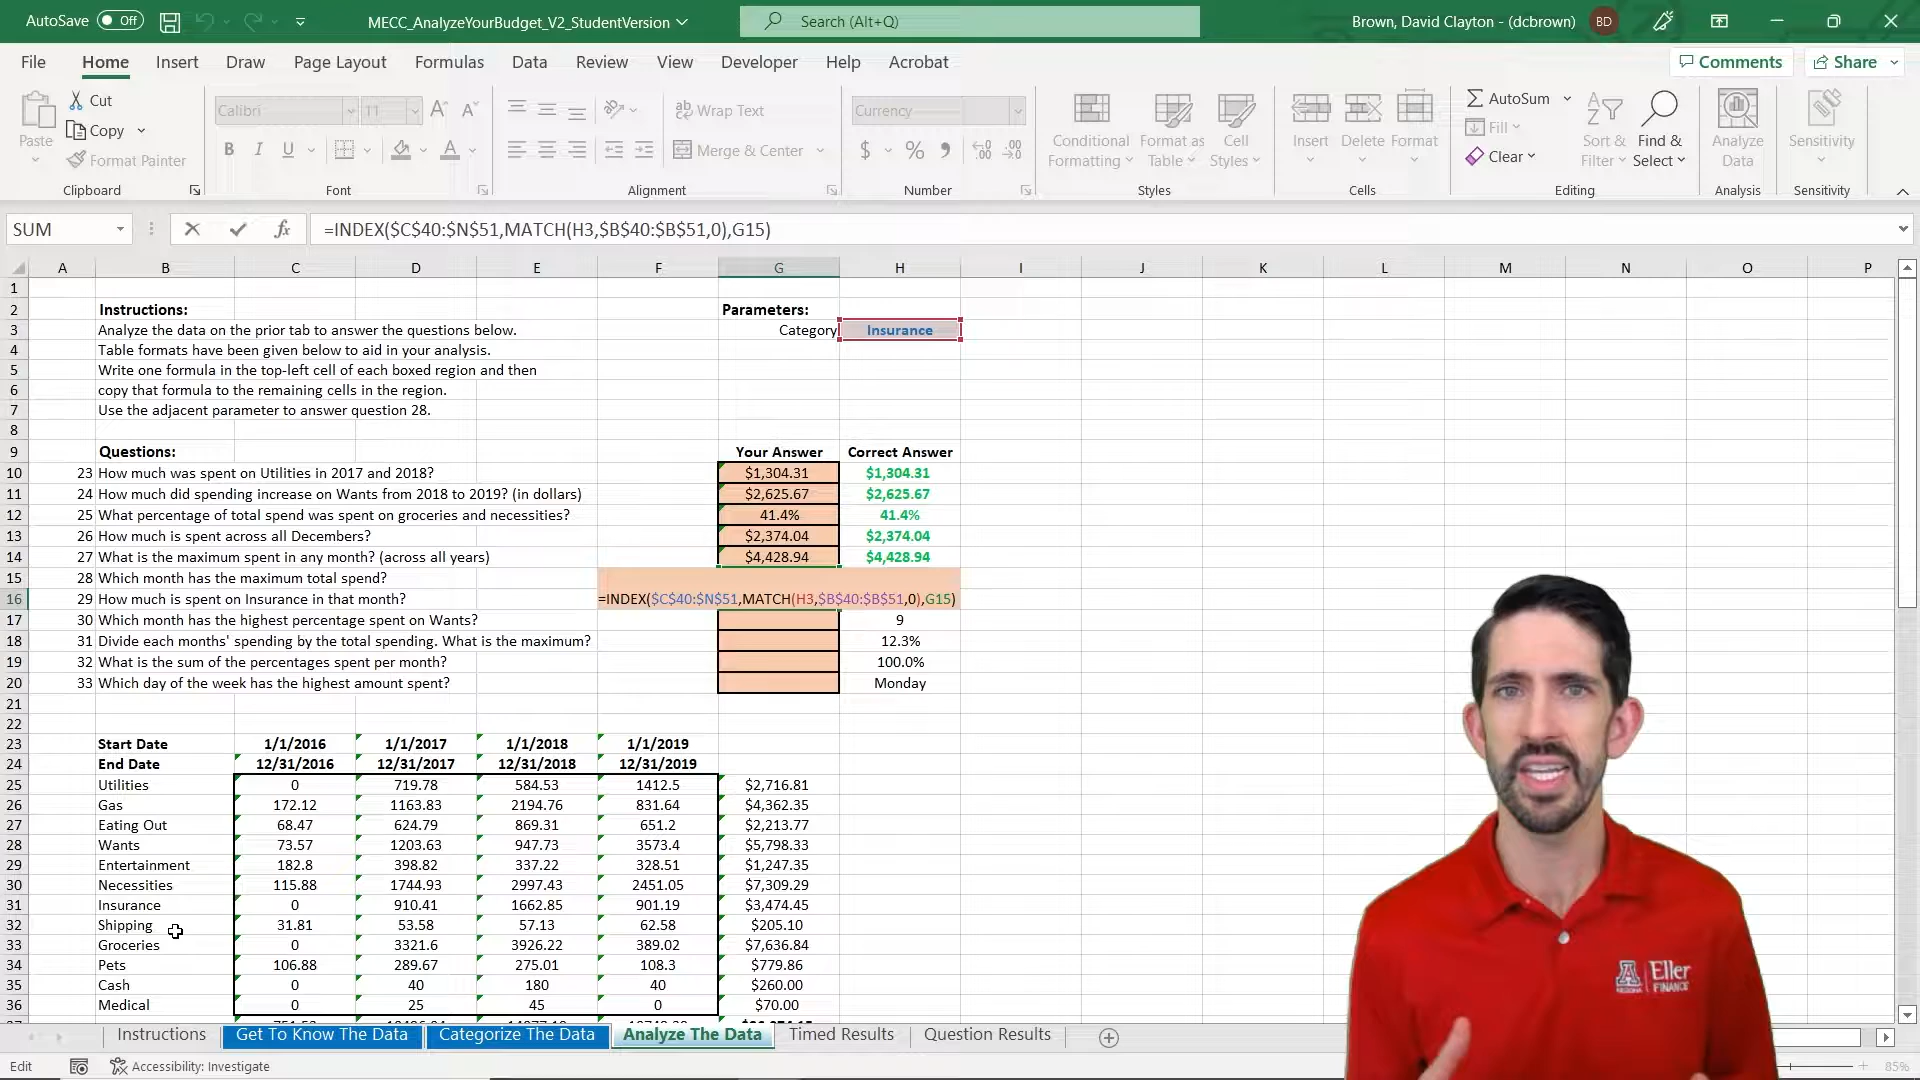 AutoSave Off MECC_AnalyzeYourBudget_V2_StudentVersion Search (Alt+Q) Brown, David Clayton - (dcbrown) BD
File Home Insert Draw Page Layout Formulas Data Review View Developer Help Acrobat Comments Share
Paste Cut Copy Format Painter Clipboard
Calibri 11 B I U A Font
ab Wrap Text Merge & Center Alignment
Currency $ % Number
Conditional Formatting Format as Table Cell Styles Styles
Insert Delete Format Cells
AutoSum Fill Clear Sort & Filter Find & Select Editing
Analyze Data Analysis
Sensitivity Sensitivity
SUM fx =INDEX($C$40:$N$51,MATCH(H3,$B$40:$B$51,0),G15)
A B C D E F G H I J K L M N O P
1
2 Instructions: Parameters:
3 Analyze the data on the prior tab to answer the questions below. Category Insurance
4 Table formats have been given below to aid in your analysis.
5 Write one formula in the top-left cell of each boxed region and then
6 copy that formula to the remaining cells in the region.
7 Use the adjacent parameter to answer question 28.
8
9 Questions: Your Answer Correct Answer
10 23 How much was spent on Utilities in 2017 and 2018? $1,304.31 $1,304.31
11 24 How much did spending increase on Wants from 2018 to 2019? (in dollars) $2,625.67 $2,625.67
12 25 What percentage of total spend was spent on groceries and necessities? 41.4% 41.4%
13 26 How much is spent across all Decembers? $2,374.04 $2,374.04
14 27 What is the maximum spent in any month? (across all years) $4,428.94 $4,428.94
15 28 Which month has the maximum total spend?
16 29 How much is spent on Insurance in that month? =INDEX($C$40:$N$51,MATCH(H3,$B$40:$B$51,0),G15)
17 30 Which month has the highest percentage spent on Wants? 9
18 31 Divide each months' spending by the total spending. What is the maximum? 12.3%
19 32 What is the sum of the percentages spent per month? 100.0%
20 33 Which day of the week has the highest amount spent? Monday
21
22
23 Start Date 1/1/2016 1/1/2017 1/1/2018 1/1/2019
24 End Date 12/31/2016 12/31/2017 12/31/2018 12/31/2019
25 Utilities 0 719.78 584.53 1412.5 $2,716.81
26 Gas 172.12 1163.83 2194.76 831.64 $4,362.35
27 Eating Out 68.47 624.79 869.31 651.2 $2,213.77
28 Wants 73.57 1203.63 947.73 3573.4 $5,798.33
29 Entertainment 182.8 398.82 337.22 328.51 $1,247.35
30 Necessities 115.88 1744.93 2997.43 2451.05 $7,309.29
31 Insurance 0 910.41 1662.85 901.19 $3,474.45
32 Shipping 31.81 53.58 57.13 62.58 $205.10
33 Groceries 0 3321.6 3926.22 389.02 $7,636.84
34 Pets 106.88 289.67 275.01 108.3 $779.86
35 Cash 0 40 180 40 $260.00
36 Medical 0 25 45 0 $70.00
A Eller
FINANCE
Instructions Get To Know The Data Categorize The Data Analyze The Data Timed Results Question Results
Edit Accessibility: Investigate 85%